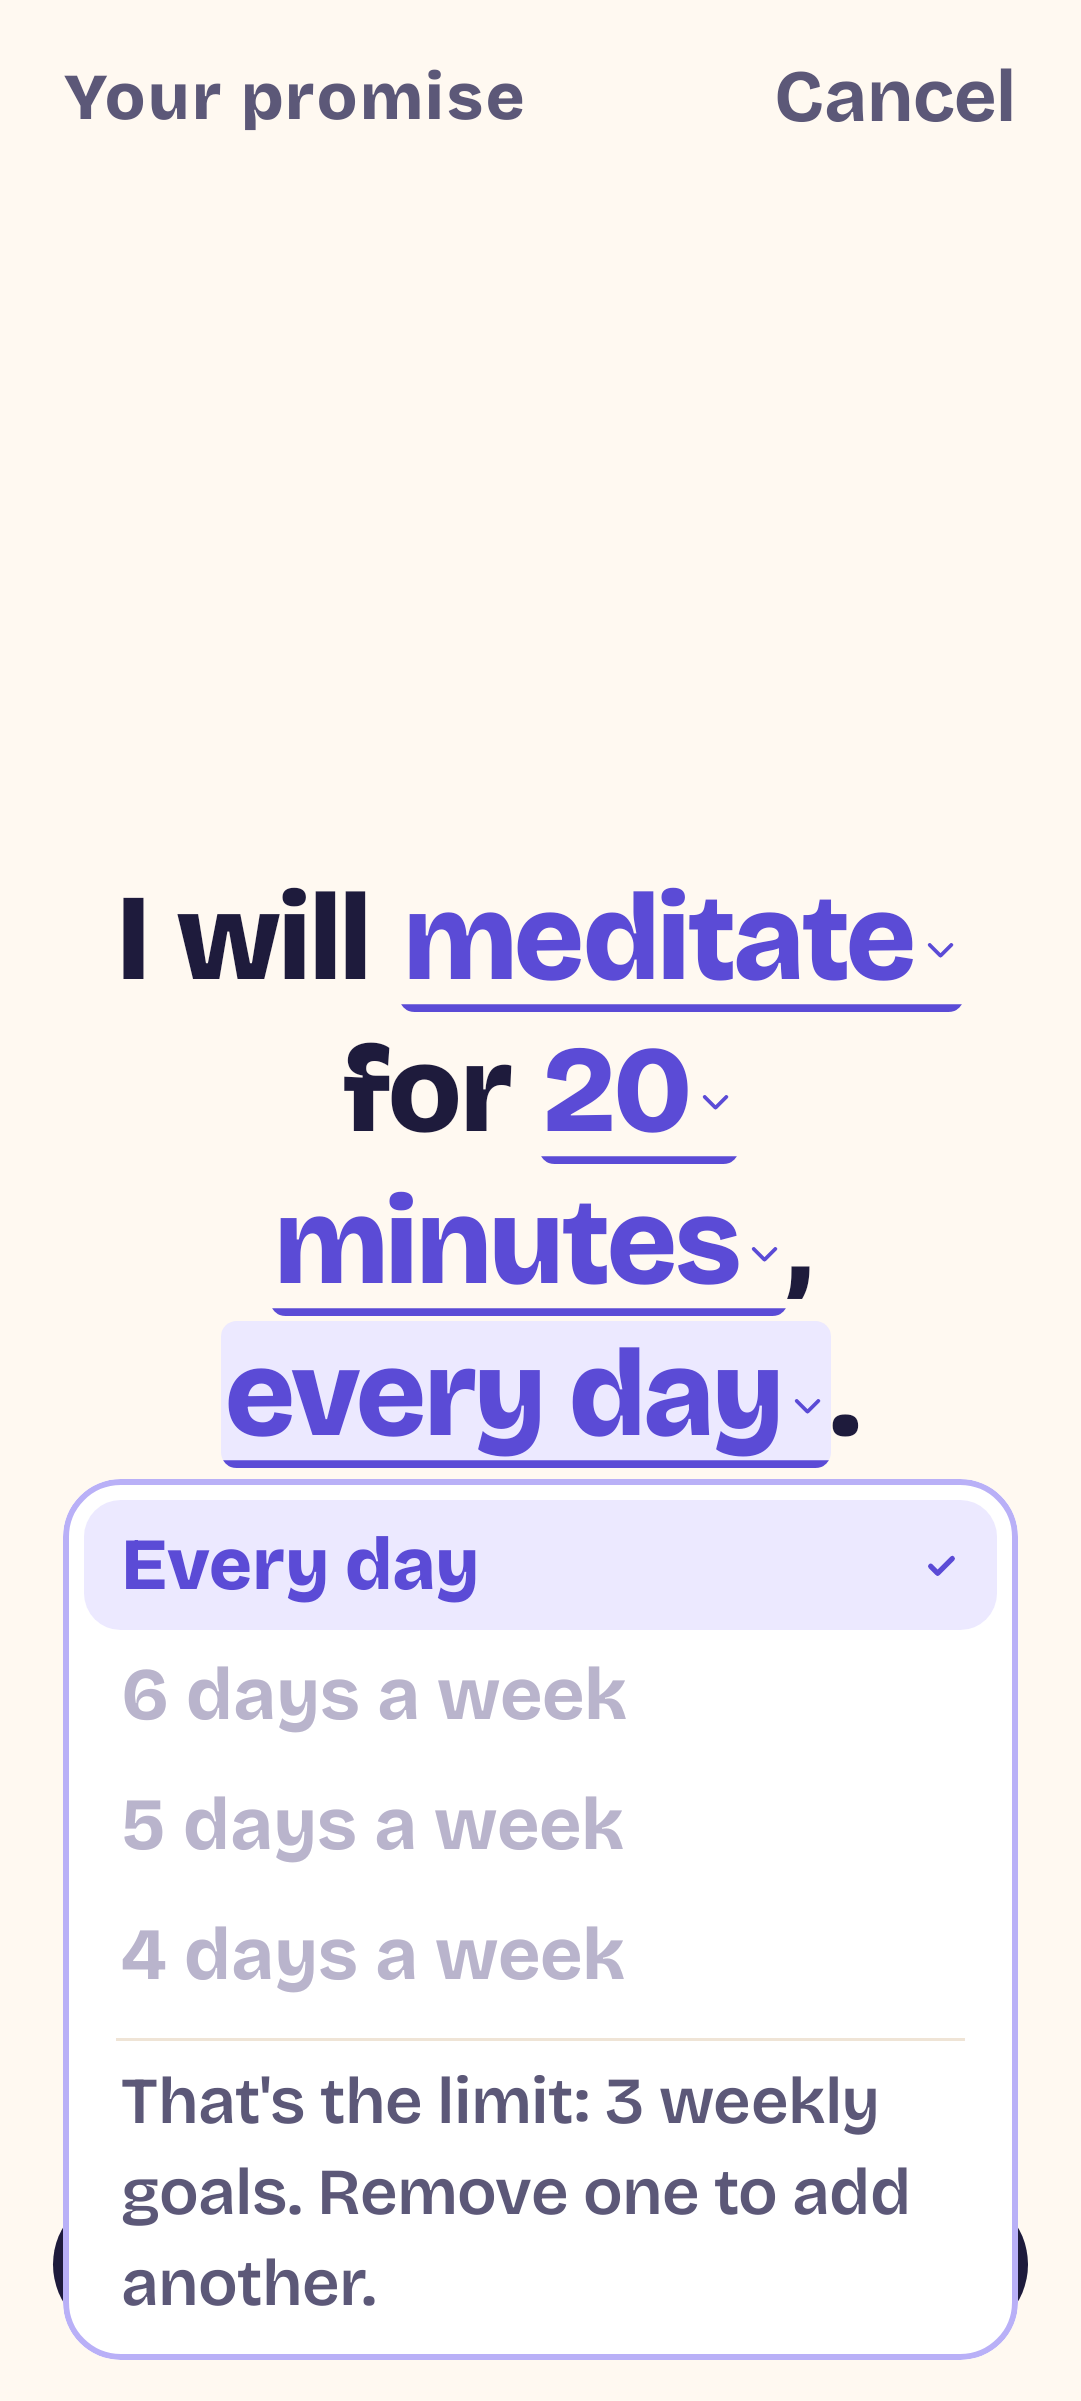 Your promise
Cancel
I will meditate
for 20
minutes,
every day.
Every day
6 days a week
5 days a week
4 days a week
That's the limit: 3 weekly
goals. Remove one to add
another.